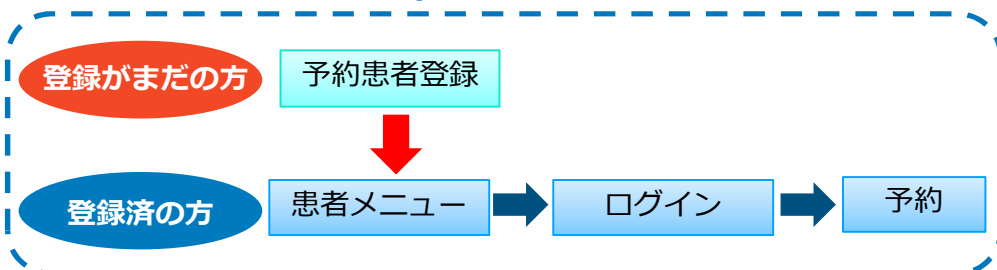 登録がまだの方
予約患者登録
登録済の方
患者メニュー
ログイン
予約